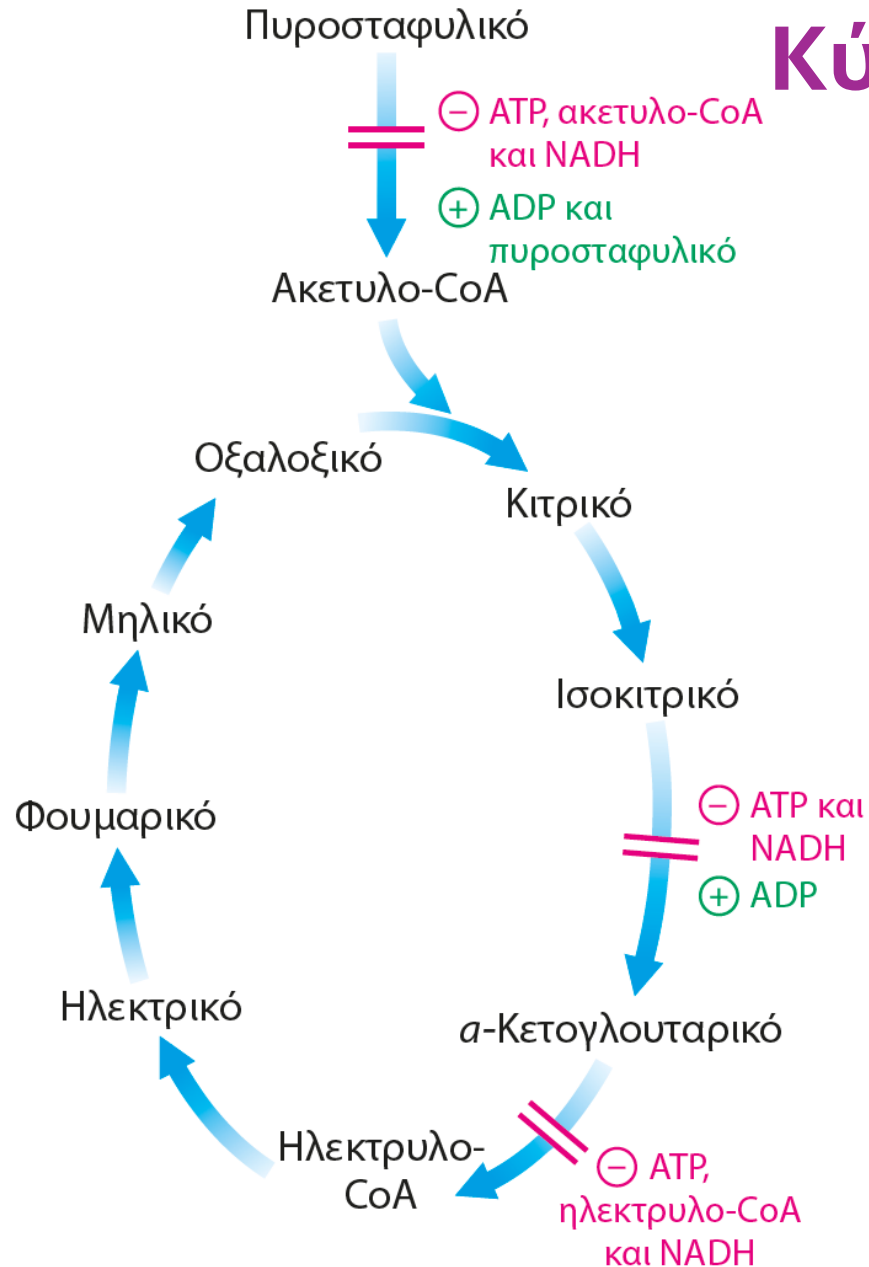 Πυροσταφυλικό
Κύ
− ATP, ακετυλο-CoA
και NADH
+ ADP και
πυροσταφυλικό
Ακετυλο-CoA
Οξαλοξικό
Κιτρικό
Μηλικό
Ισοκιτρικό
− ATP και
NADH
+ ADP
Φουμαρικό
Ηλεκτρικό
α-Κετογλουταρικό
Ηλεκτρυλο-
CoA
− ATP,
ηλεκτρυλο-CoA
και NADH